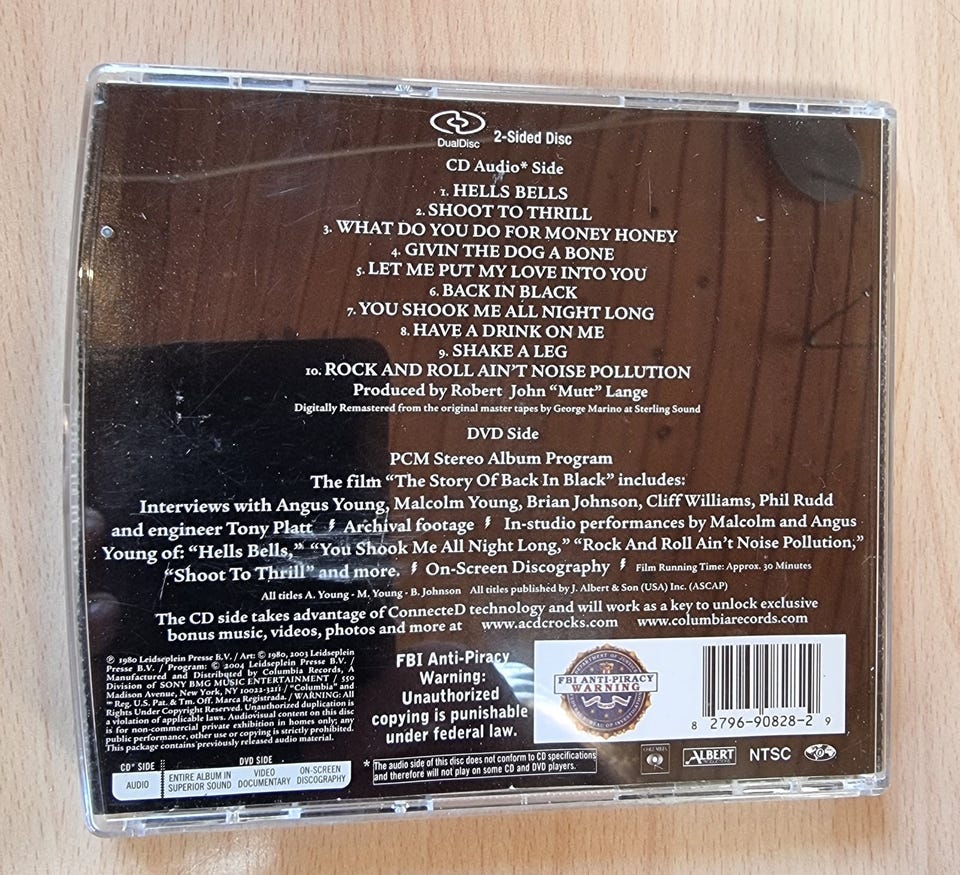 DualDisc
2-Sided Disc
CD Audio* Side
1. HELLS BELLS
2. SHOOT TO THRILL
3. WHAT DO YOU DO FOR MONEY HONEY
4. GIVIN THE DOG A BONE
5. LET ME PUT MY LOVE INTO YOU
6. BACK IN BLACK
7. YOU SHOOK ME ALL NIGHT LONG
8. HAVE A DRINK ON ME
9. SHAKE A LEG
10. ROCK AND ROLL AIN'T NOISE POLLUTION
Produced by Robert John “Mutt” Lange
Digitally Remastered from the original master tapes by George Marino at Sterling Sound
DVD Side
PCM Stereo Album Program
The film “The Story Of Back In Black” includes:
Interviews with Angus Young, Malcolm Young, Brian Johnson, Cliff Williams, Phil Rudd
and engineer Tony Platt Archival footage In-studio performances by Malcolm and Angus
Young of: “Hells Bells,” “You Shook Me All Night Long,” “Rock And Roll Ain't Noise Pollution,”
“Shoot To Thrill” and more. On-Screen Discography Film Running Time: Approx. 30 Minutes
All titles A. Young - M. Young - B. Johnson All titles published by J. Albert & Son (USA) Inc. (ASCAP)
The CD side takes advantage of ConnecteD technology and will work as a key to unlock exclusive
bonus music, videos, photos and more at www.acdcrocks.com www.columbiarecords.com
℗ 1980 Leidseplein Presse B.V. / Art: © 1980, 2003 Leidseplein
Presse B.V. / Program: © 2004 Leidseplein Presse B.V. /
Manufactured and Distributed by Columbia Records, A
Division of SONY BMG MUSIC ENTERTAINMENT / 550
Madison Avenue, New York, NY 10022-3211 / "Columbia" and
Reg. U.S. Pat. & Tm. Off. Marca Registrada. / WARNING: All
Rights Under Copyright Reserved. Unauthorized duplication is
a violation of applicable laws. Audiovisual content on this disc
is for non-commercial private exhibition in homes only; any
public performance, other use or copying is strictly prohibited.
This package contains previously released audio material.
FBI Anti-Piracy
Warning:
Unauthorized
copying is punishable
under federal law.
DEPARTMENT OF JUSTICE
FBI ANTI-PIRACY
WARNING
8 2796-90828-2 9
CD* SIDE
AUDIO
DVD SIDE
ENTIRE ALBUM IN
SUPERIOR SOUND
VIDEO
DOCUMENTARY
ON-SCREEN
DISCOGRAPHY
* The audio side of this disc does not conform to CD specifications
and therefore will not play on some CD and DVD players.
COLUMBIA
ALBERT
NTSC